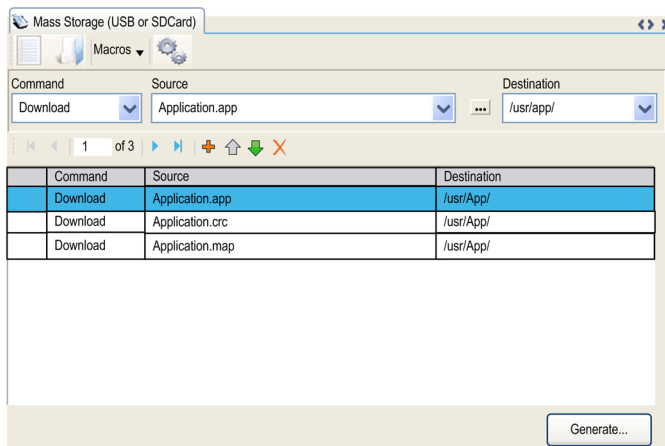 Mass Storage (USB or SDCard)
Macros
Command Source Destination
Download Application.app ... /usr/app/
1 of 3
Command Source Destination
Download Application.app /usr/App/
Download Application.crc /usr/App/
Download Application.map /usr/App/
Generate...